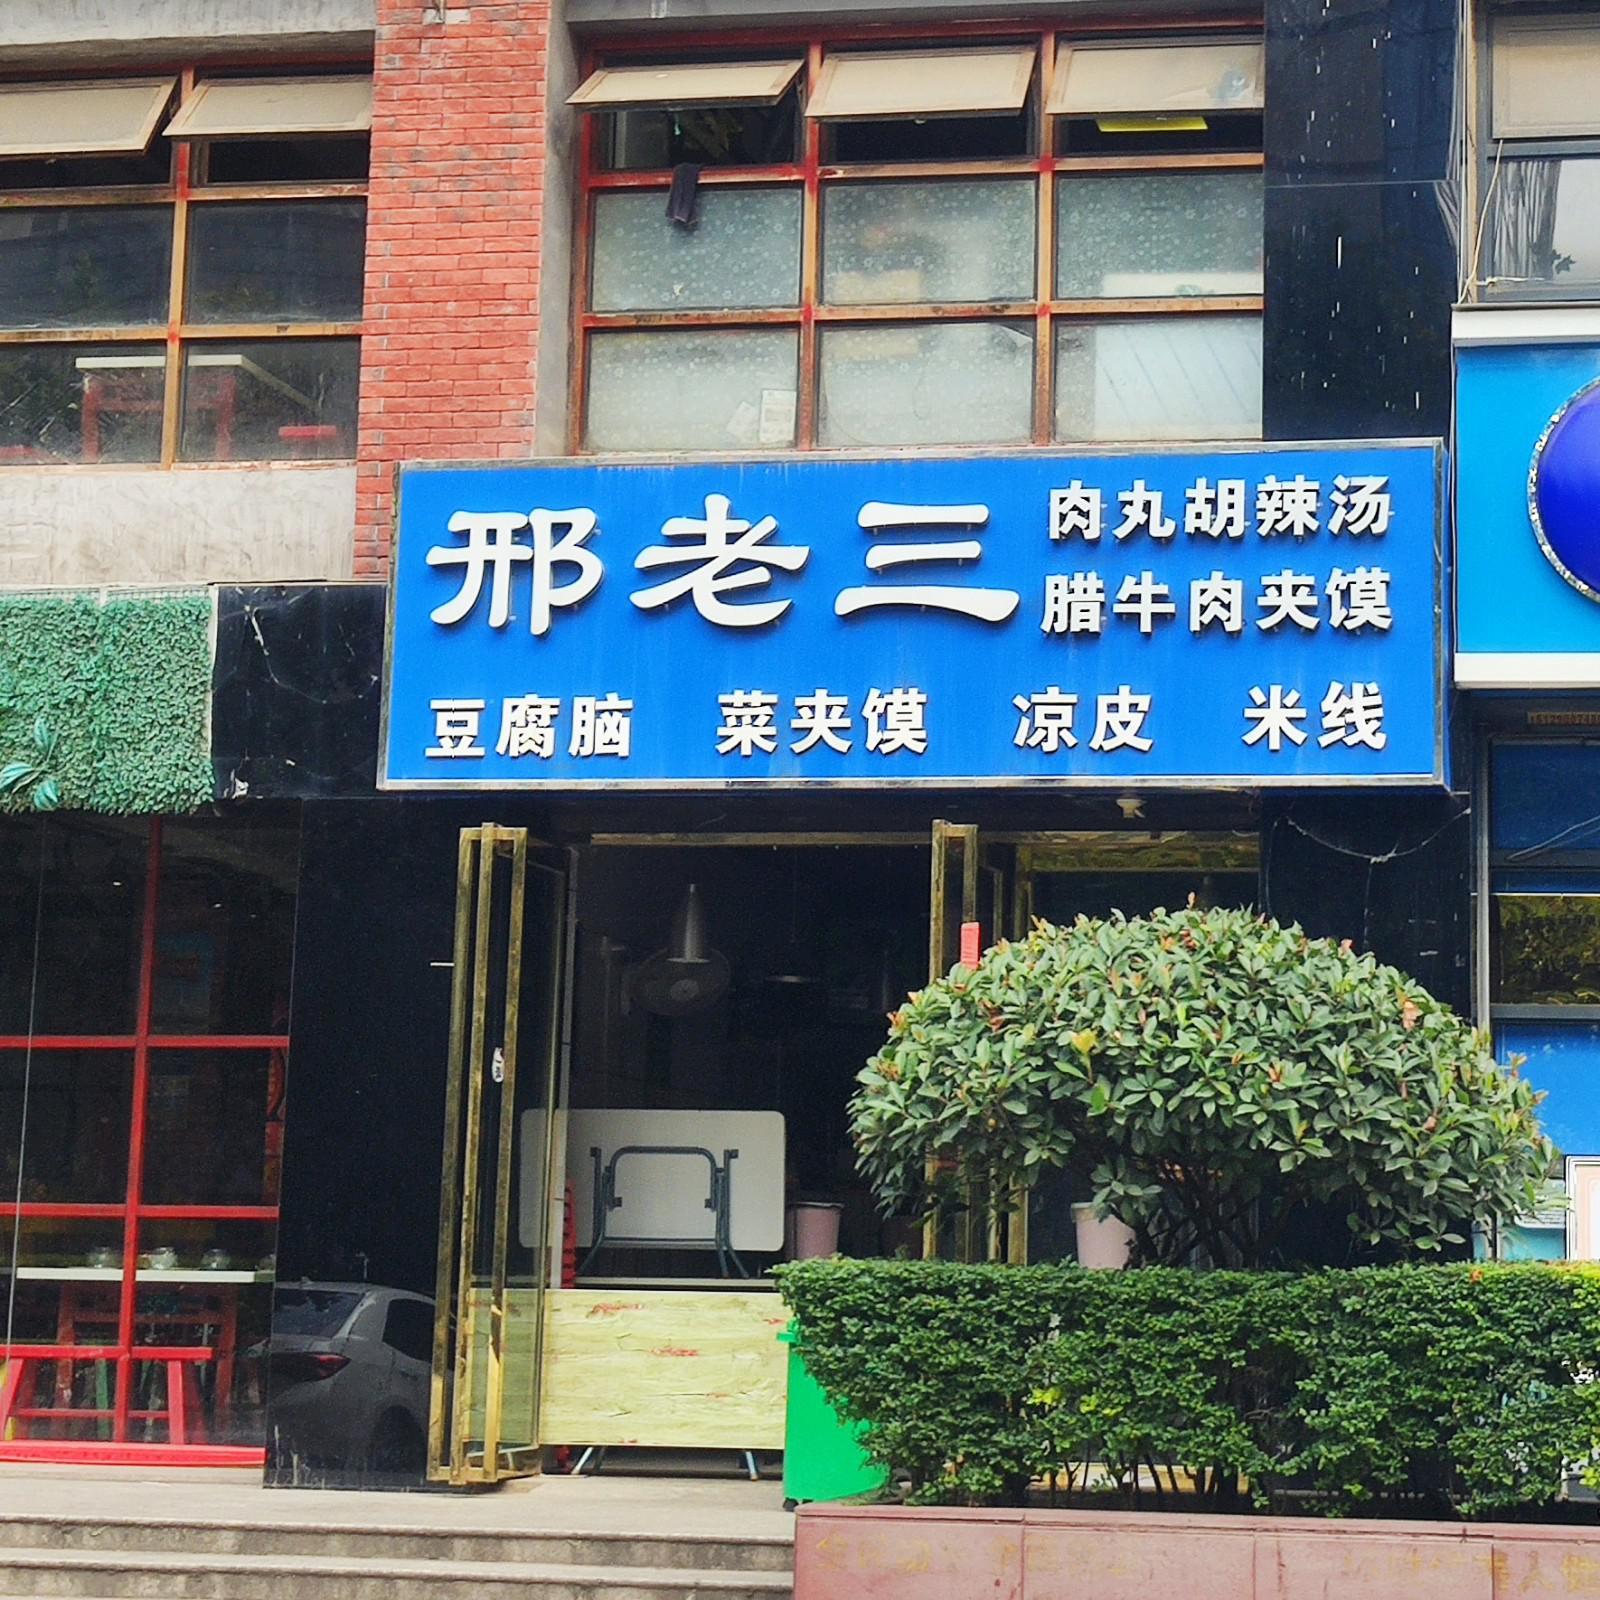 邢老三
肉丸胡辣汤
腊牛肉夹馍
豆腐脑 菜夹馍 凉皮 米线